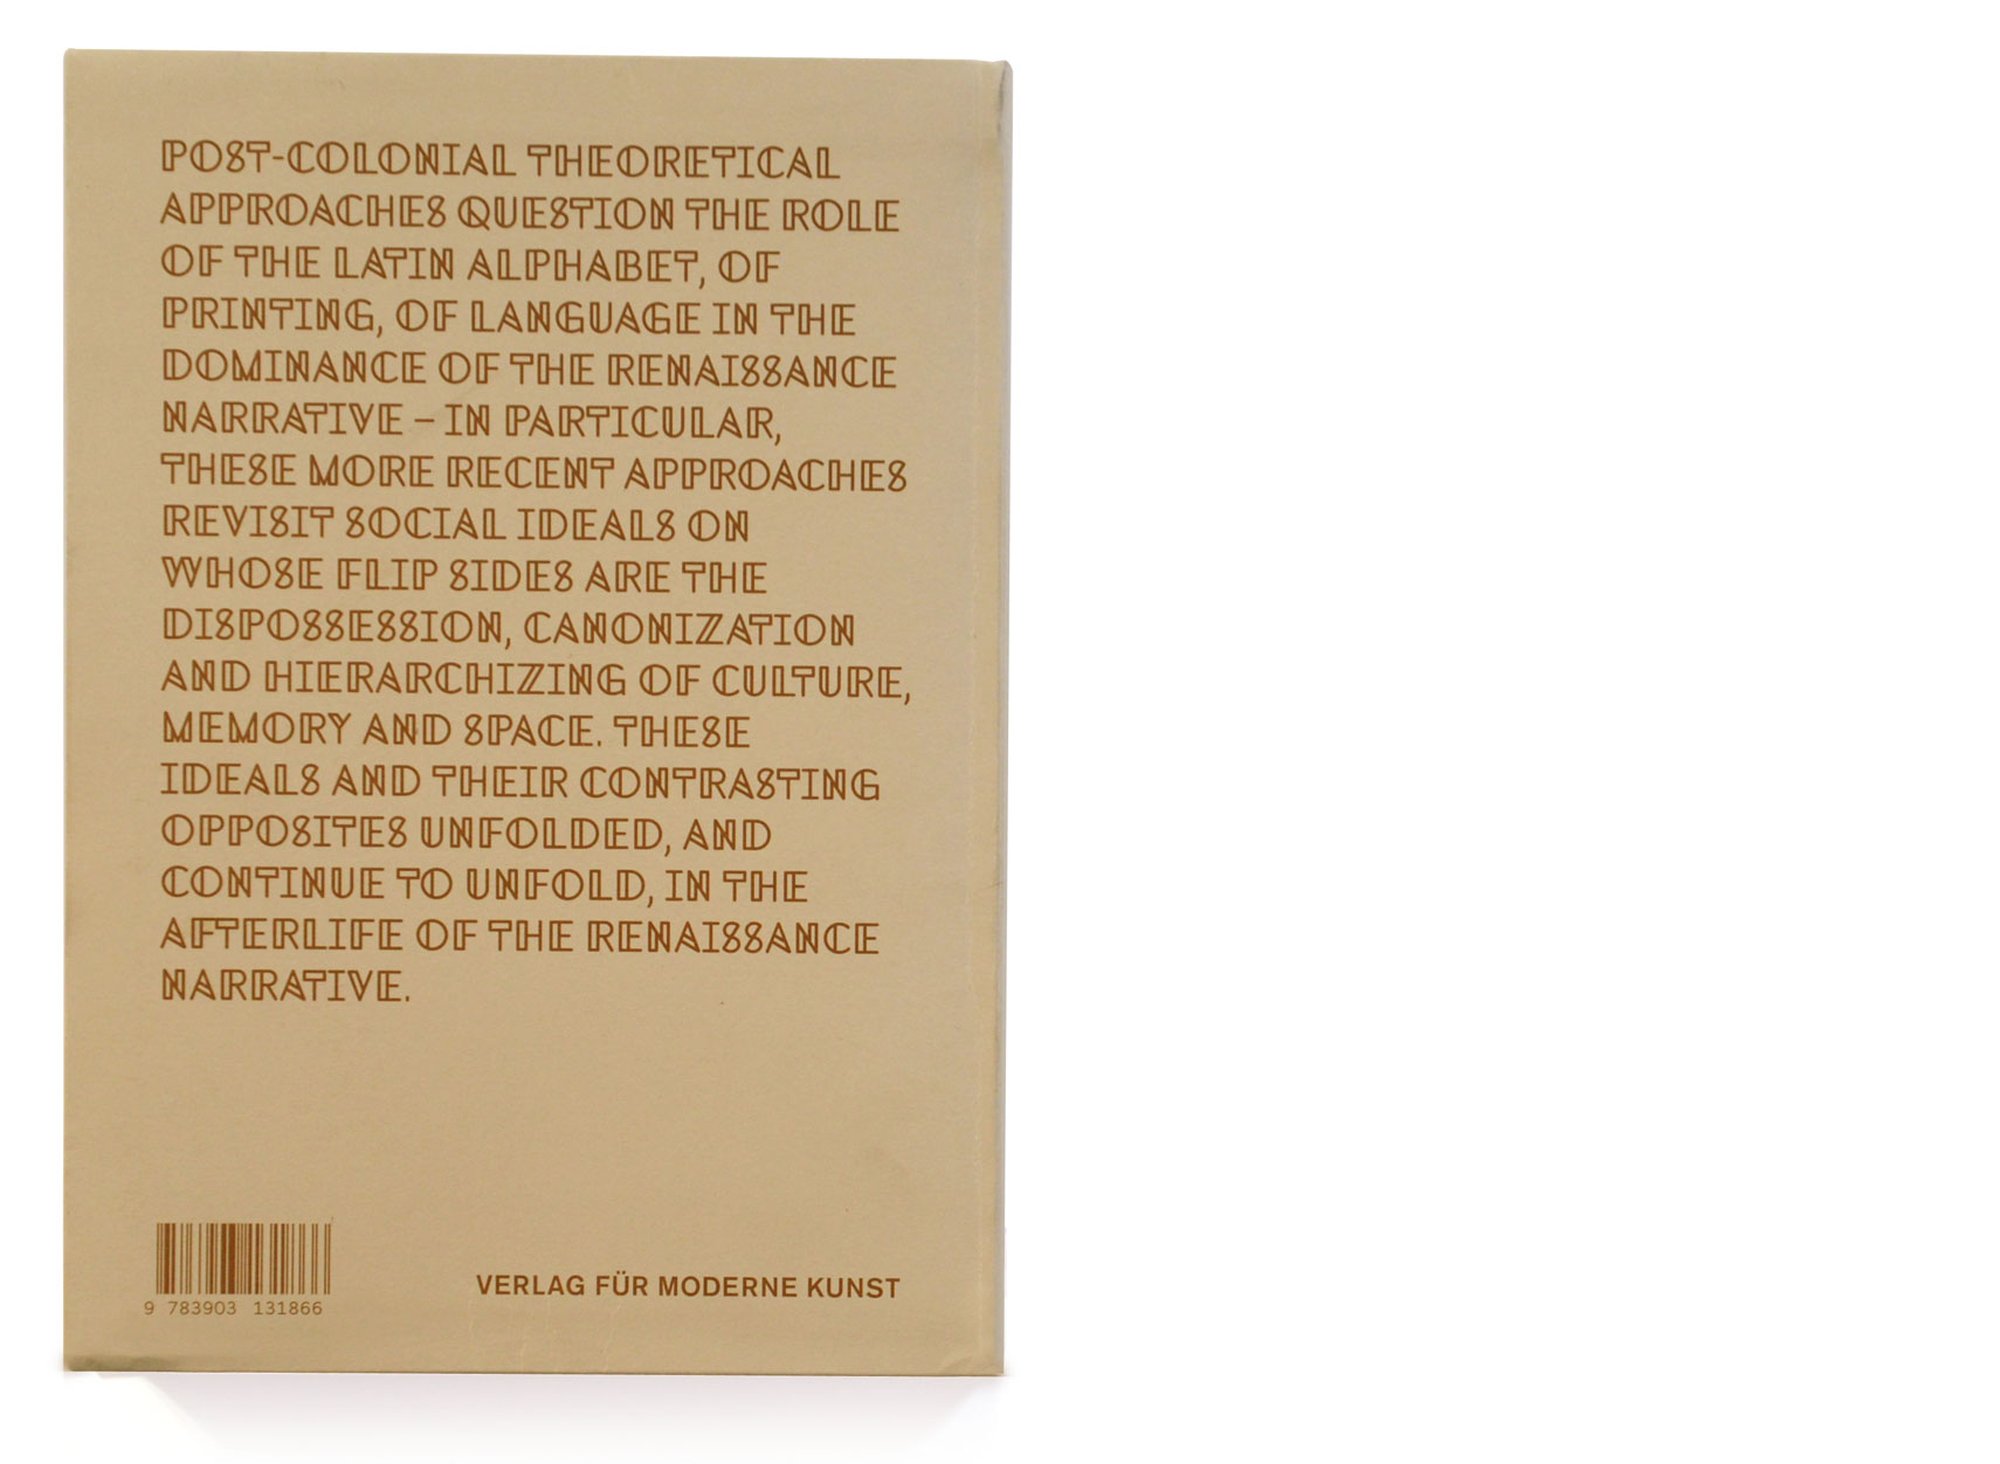 POST-COLONIAL THEORETICAL
APPROACHES QUESTION THE ROLE
OF THE LATIN ALPHABET, OF
PRINTING, OF LANGUAGE IN THE
DOMINANCE OF THE RENAISSANCE
NARRATIVE – IN PARTICULAR,
THESE MORE RECENT APPROACHES
REVISIT SOCIAL IDEALS ON
WHOSE FLIP SIDES ARE THE
DISPOSSESSION, CANONIZATION
AND HIERARCHIZING OF CULTURE,
MEMORY AND SPACE. THESE
IDEALS AND THEIR CONTRASTING
OPPOSITES UNFOLDED, AND
CONTINUE TO UNFOLD, IN THE
AFTERLIFE OF THE RENAISSANCE
NARRATIVE.
9 783903 131866
VERLAG FÜR MODERNE KUNST